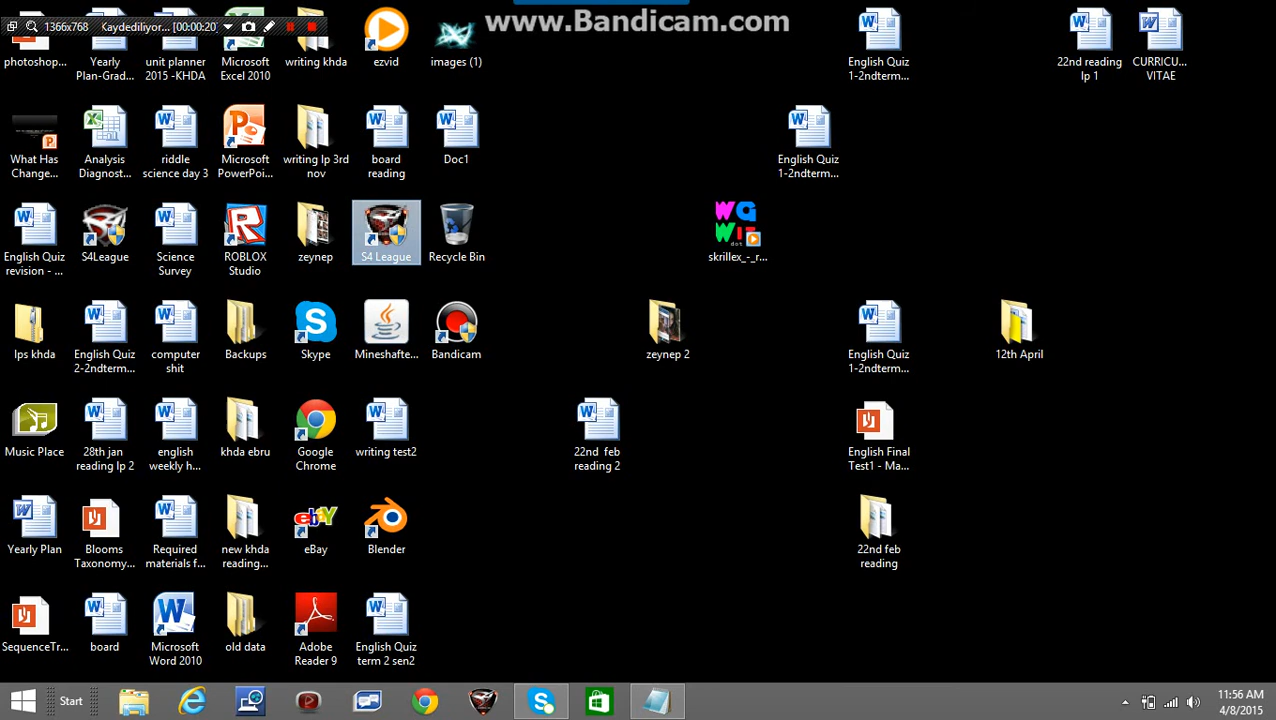 1366x768 Kaydediliyor... [00:00:20]
www.Bandicam.com
photoshop...
Yearly
Plan-Grad...
unit planner
2015 -KHDA
Microsoft
Excel 2010
writing khda
ezvid
images (1)
English Quiz
1-2ndterm...
22nd reading
lp 1
CURRICU...
VITAE
What Has
Change...
Analysis
Diagnost...
riddle
science day 3
Microsoft
PowerPoi...
writing lp 3rd
nov
board
reading
Doc1
English Quiz
1-2ndterm...
English Quiz
revision - ...
S4League
Science
Survey
ROBLOX
Studio
zeynep
S4 League
Recycle Bin
WG
WIT
dot
skrillex_-_r...
lps khda
English Quiz
2-2ndterm...
computer
shit
Backups
Skype
Mineshafte...
Bandicam
zeynep 2
English Quiz
1-2ndterm...
12th April
Music Place
28th jan
reading lp 2
english
weekly h...
khda ebru
Google
Chrome
writing test2
22nd feb
reading 2
English Final
Test1 - Ma...
Yearly Plan
Blooms
Taxonomy...
Required
materials f...
new khda
reading...
ebY
eBay
Blender
22nd feb
reading
SequenceTr...
board
Microsoft
Word 2010
old data
Adobe
Reader 9
English Quiz
term 2 sen2
Start
11:56 AM
4/8/2015